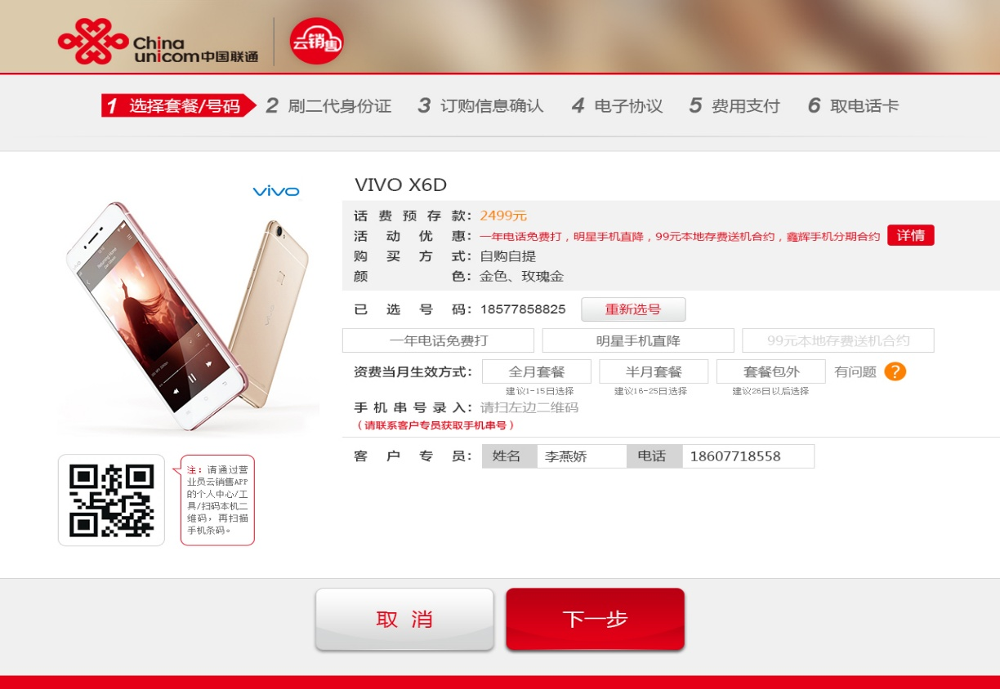 China
unicom中国联通
云销售
1 选择套餐/号码 2 刷二代身份证 3 订购信息确认 4 电子协议 5 费用支付 6 取电话卡
vivo
VIVO X6D
话费预存款：2499元
活动优惠：一年电话免费打，明星手机直降，99元本地存费送机合约，鑫辉手机分期合约 详情
购买方式：自购自提
颜色：金色、玫瑰金
已选号码：18577858825 重新选号
一年电话免费打 明星手机直降 99元本地存费送机合约
资费当月生效方式： 全月套餐 半月套餐 套餐包外 有问题 ?
建议1-15日选择 建议16-25日选择 建议26日以后选择
手机串号录入：请扫左边二维码
（请联系客户专员获取手机串号）
客户专员： 姓名 李燕娇 电话 18607718558
注：请通过营
业员云销售APP
的个人中心/工
具/扫码本机二
维码，再扫描
手机条码。
取消 下一步